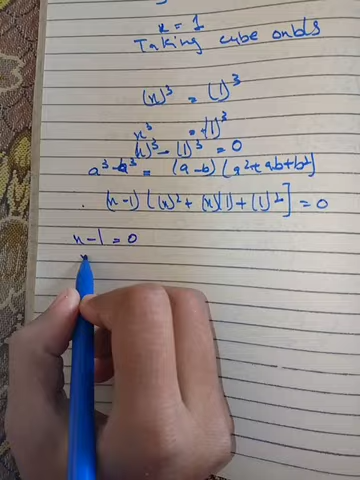 x = 1
Taking cube on b/s
(x)³ = (1)³
x³ = (1)³
(x)³ - (1)³ = 0
a³ - b³ = (a - b) (a² + ab + b²)
(x - 1) [(x)² + (x)(1) + (1)²] = 0
x - 1 = 0
x